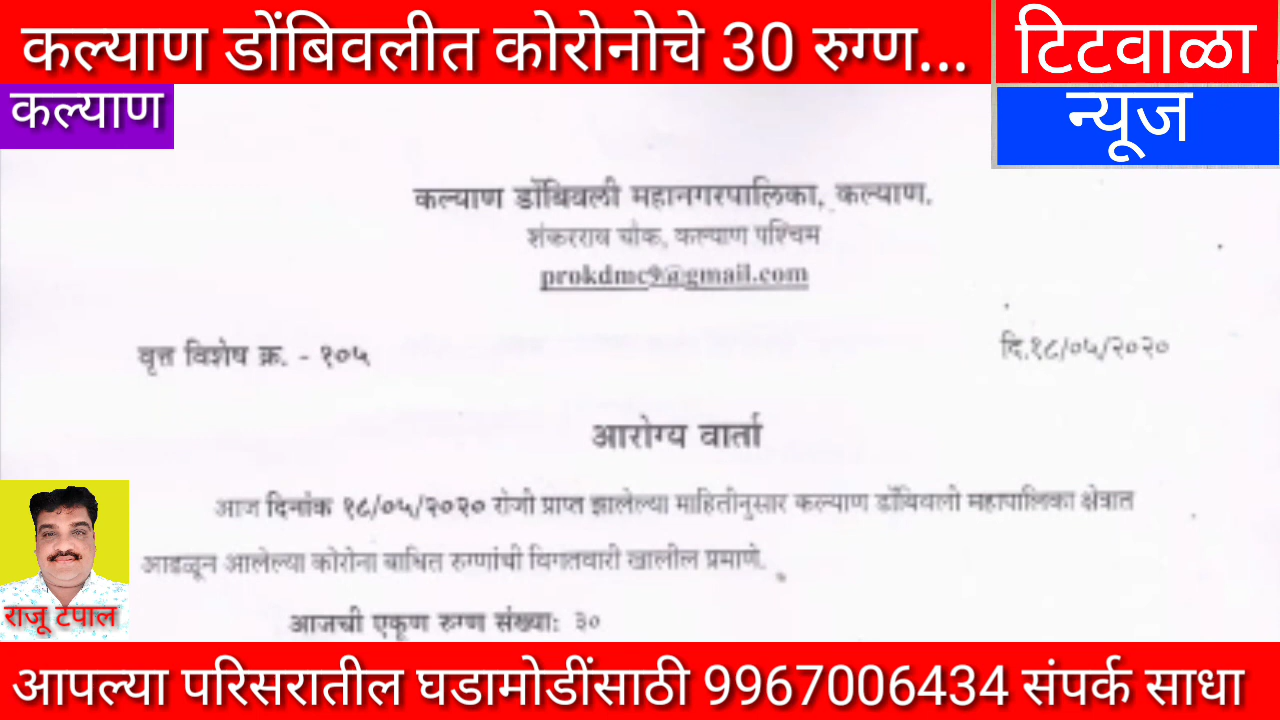 कल्याण डोंबिवलीत कोरोनोचे 30 रुग्ण...
टिटवाळा
न्यूज
कल्याण
कल्याण डोंबिवली महानगरपालिका, कल्याण.
शंकरराव चौक, कल्याण पश्चिम
prokdmc9@gmail.com
वृत्त विशेष क्र. - १०५
दि.१८/०५/२०२०
आरोग्य वार्ता
आज दिनांक १८/०५/२०२० रोजी प्राप्त झालेल्या माहितीनुसार कल्याण डोंबिवली महापालिका क्षेत्रात
आढळून आलेल्या कोरोना बाधित रुग्णांची विगतवारी खालील प्रमाणे.
आजची एकूण रुग्ण संख्या: ३०
राजू टपाल
आपल्या परिसरातील घडामोडींसाठी 9967006434 संपर्क साधा